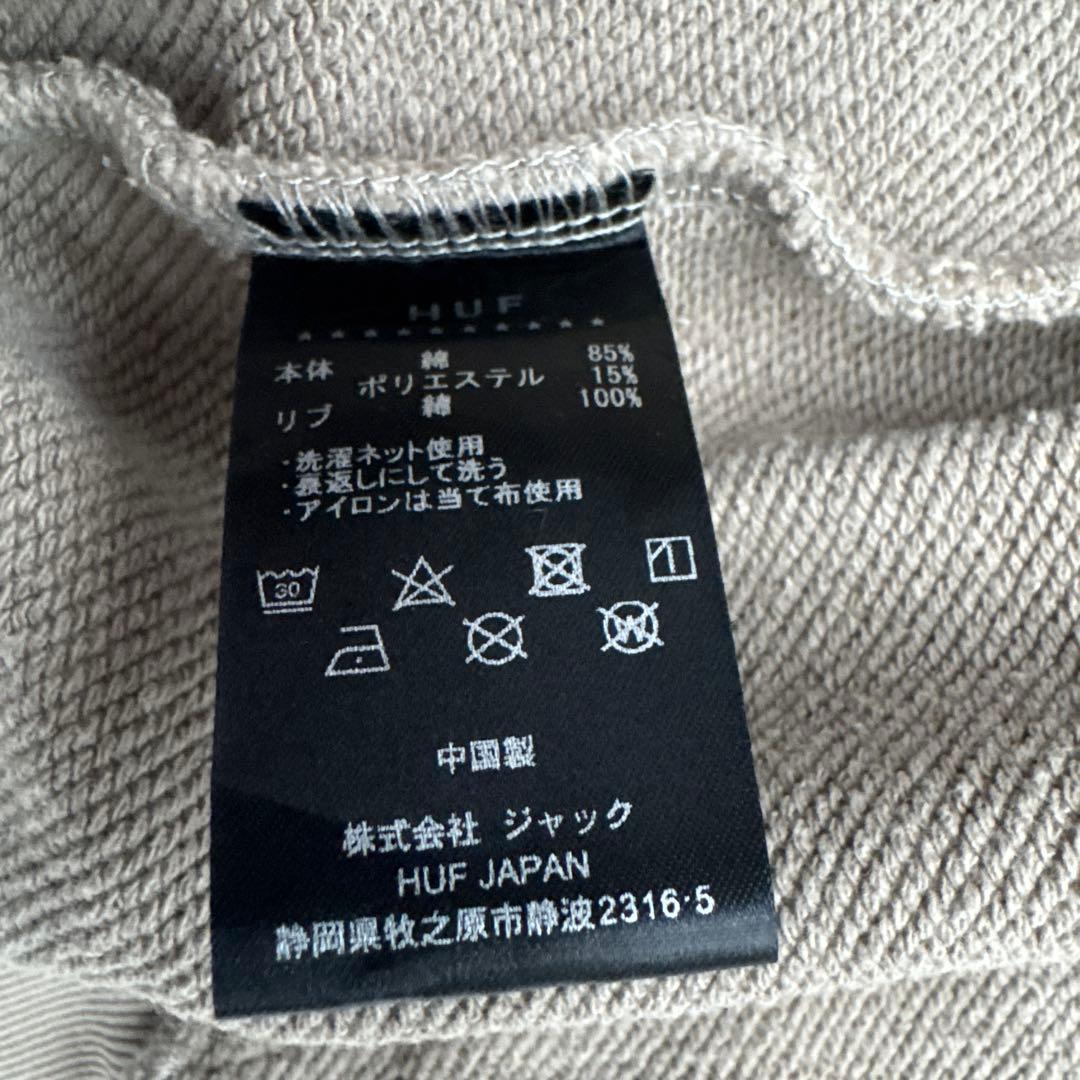 HUF
★★★★★★★★★★
本体 綿 85%
ポリエステル 15%
リブ 綿 100%
・洗濯ネット使用
・裏返しにして洗う
・アイロンは当て布使用
30
W
中国製
株式会社 ジャック
HUF JAPAN
静岡県牧之原市静波2316-5